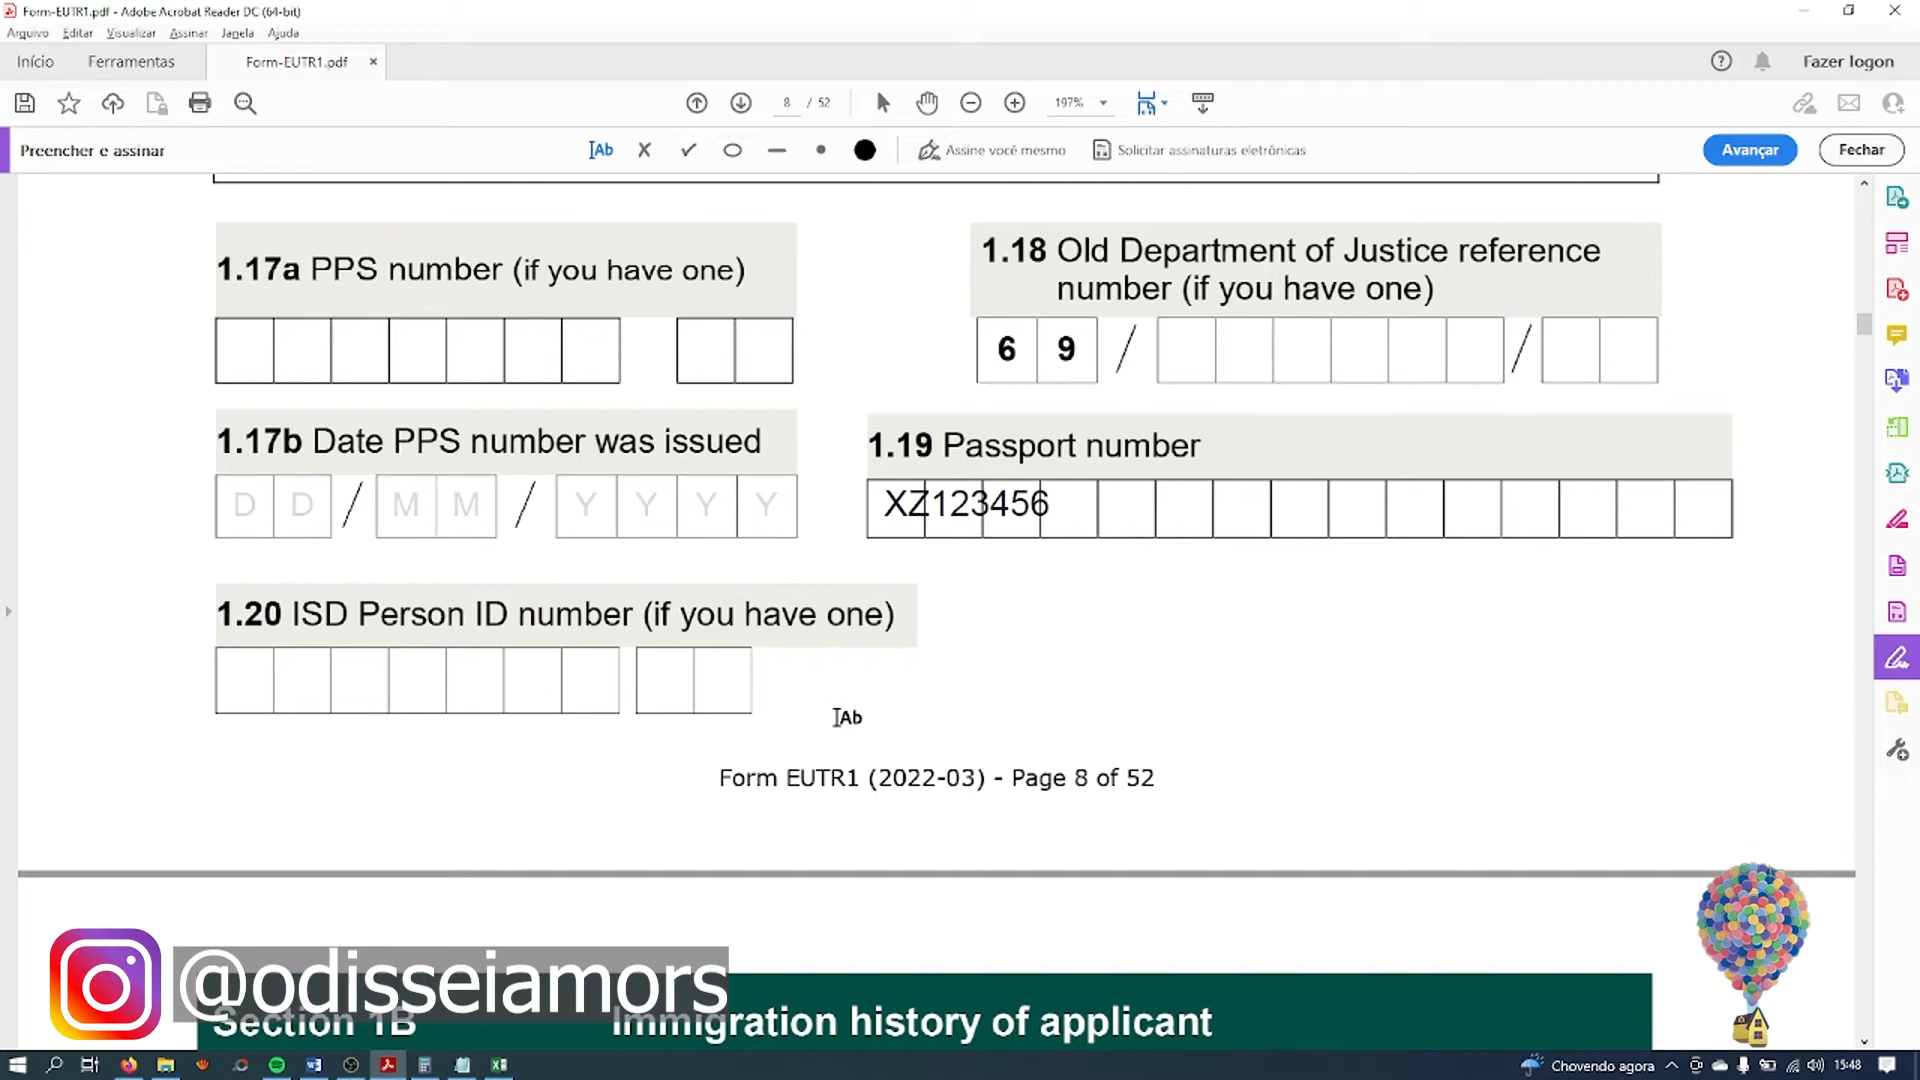 Form-EUTR1.pdf - Adobe Acrobat Reader DC (64-bit)
Arquivo Editar Visualizar Assinar Janela Ajuda
Início Ferramentas Form-EUTR1.pdf × Fazer logon
8 / 52 197%
Preencher e assinar Ab Assine você mesmo Solicitar assinaturas eletrônicas Avançar Fechar
1.17a PPS number (if you have one)
1.18 Old Department of Justice reference
number (if you have one)
6 9 / /
1.17b Date PPS number was issued
D D / M M / Y Y Y Y
1.19 Passport number
XZ123456
1.20 ISD Person ID number (if you have one)
Ab
Form EUTR1 (2022-03) - Page 8 of 52
@odisseiamors
Section 1B Immigration history of applicant
Chovendo agora 15:48